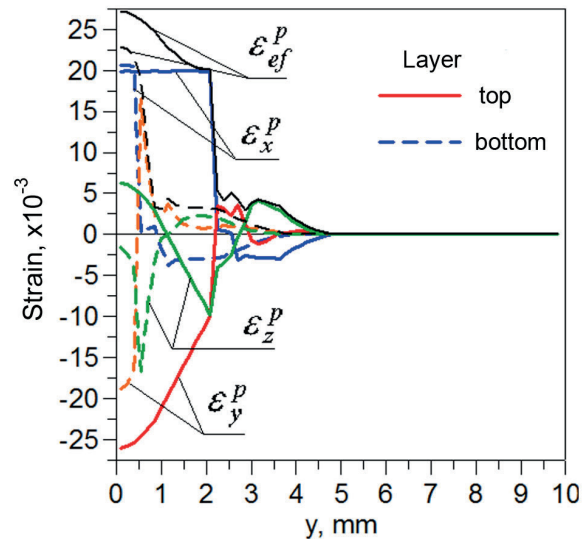 25
20
15
10
5
0
-5
-10
-15
-20
-25
Strain, x10⁻³
ε_ef^p
ε_x^p
ε_z^p
ε_y^p
Layer
top
bottom
0 1 2 3 4 5 6 7 8 9 10
y, mm